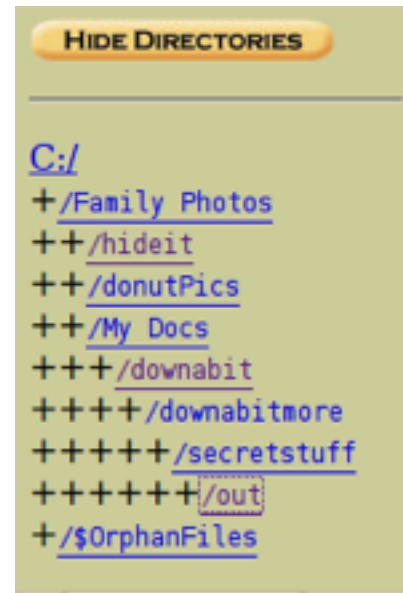 HIDE DIRECTORIES
C:/
+/Family Photos
++/hideit
++/donutPics
++/My Docs
+++/downabit
++++/downabitmore
+++++/secretstuff
++++++/out
+/$OrphanFiles